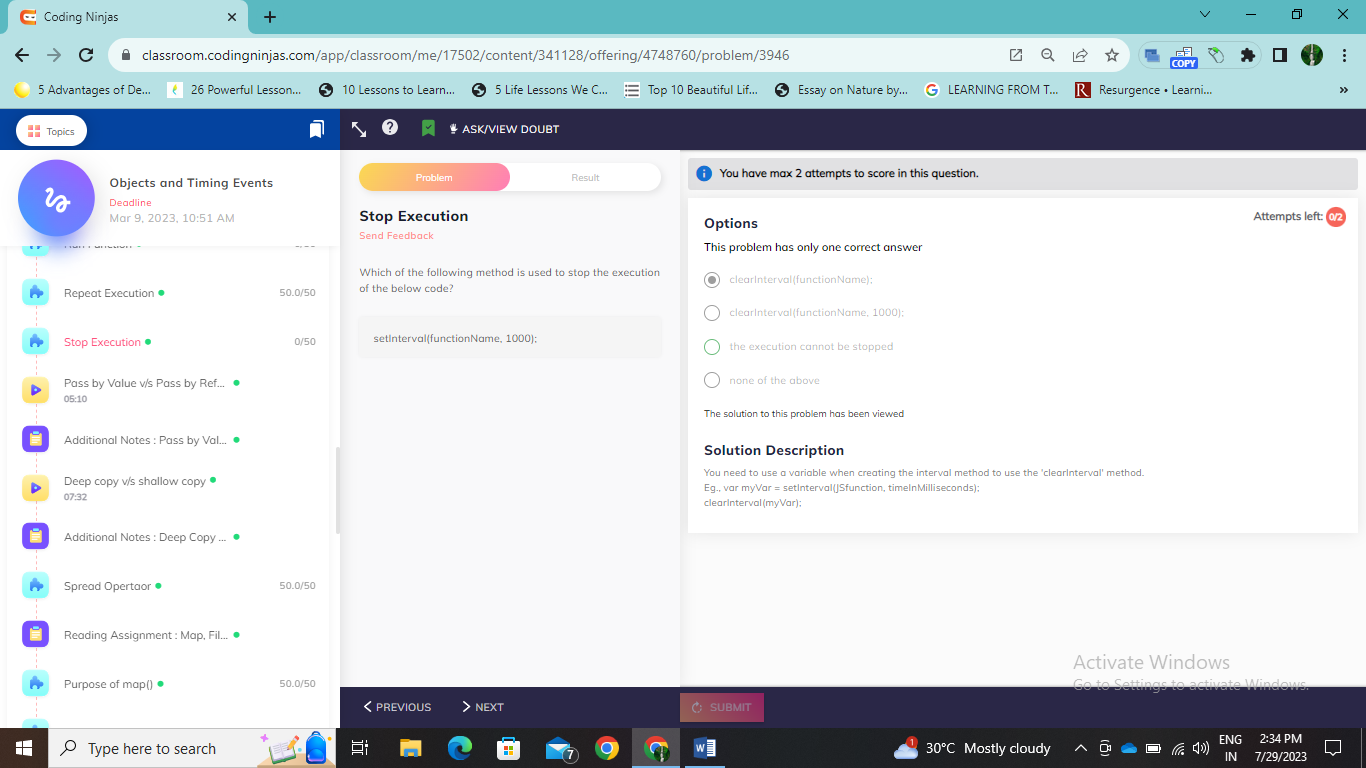 Coding Ninjas
classroom.codingninjas.com/app/classroom/me/17502/content/341128/offering/4748760/problem/3946
COPY
5 Advantages of De...
26 Powerful Lesson...
10 Lessons to Learn...
5 Life Lessons We C...
Top 10 Beautiful Lif...
Essay on Nature by...
LEARNING FROM T...
Resurgence • Learni...
»
Topics
ASK/VIEW DOUBT
Objects and Timing Events
Deadline
Mar 9, 2023, 10:51 AM
Repeat Execution
50.0/50
Stop Execution
0/50
Pass by Value v/s Pass by Ref...
05:10
Additional Notes : Pass by Val...
Deep copy v/s shallow copy
07:32
Additional Notes : Deep Copy ...
Spread Opertaor
50.0/50
Reading Assignment : Map, Fil...
Purpose of map()
50.0/50
Problem
Result
Stop Execution
Send Feedback
Which of the following method is used to stop the execution
of the below code?
setInterval(functionName, 1000);
PREVIOUS
NEXT
You have max 2 attempts to score in this question.
Options
Attempts left: 0/2
This problem has only one correct answer
clearInterval(functionName);
clearInterval(functionName, 1000);
the execution cannot be stopped
none of the above
The solution to this problem has been viewed
Solution Description
You need to use a variable when creating the interval method to use the 'clearInterval' method.
Eg., var myVar = setInterval(JSfunction, timeInMilliseconds);
clearInterval(myVar);
Activate Windows
Go to Settings to activate Windows.
SUBMIT
Type here to search
7
1
30°C Mostly cloudy
ENG
IN
2:34 PM
7/29/2023